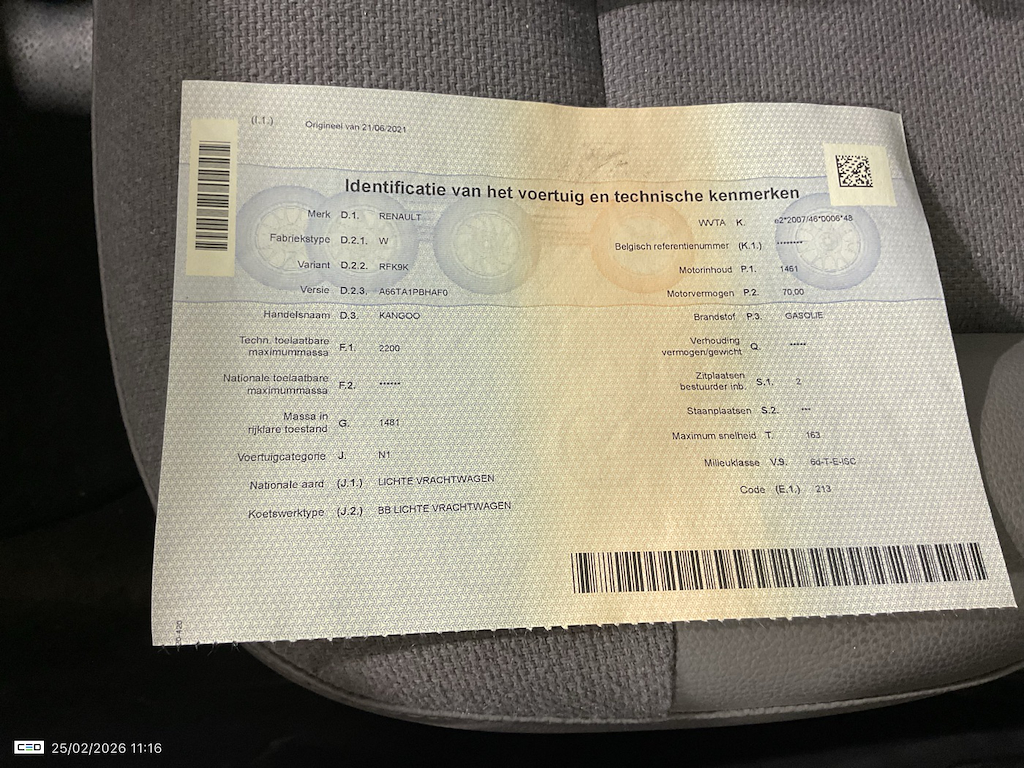 (I.1.)
Origineel van 21/06/2021
Identificatie van het voertuig en technische kenmerken
Merk D.1. RENAULT
Fabriekstype D.2.1. W
Variant D.2.2. RFK9K
Versie D.2.3. A66TA1PBHAF0
Handelsnaam D.3. KANGOO
Techn. toelaatbare
maximummassa F.1. 2200
Nationale toelaatbare
maximummassa F.2. ******
Massa in
rijklare toestand G. 1481
Voertuigcategorie J. N1
Nationale aard (J.1.) LICHTE VRACHTWAGEN
Koetswerktype (J.2.) BB LICHTE VRACHTWAGEN
WVTA K. e2*2007/46*0006*48
Belgisch referentienummer (K.1.) ********
Motorinhoud P.1. 1461
Motorvermogen P.2. 70,00
Brandstof P.3. GASOLIE
Verhouding
vermogen/gewicht Q. *****
Zitplaatsen
bestuurder inb. S.1. 2
Staanplaatsen S.2. ***
Maximum snelheid T. 163
Milieuklasse V.9. 6d-T-E-ISC
Code (E.1.) 213
CEO 25/02/2026 11:16